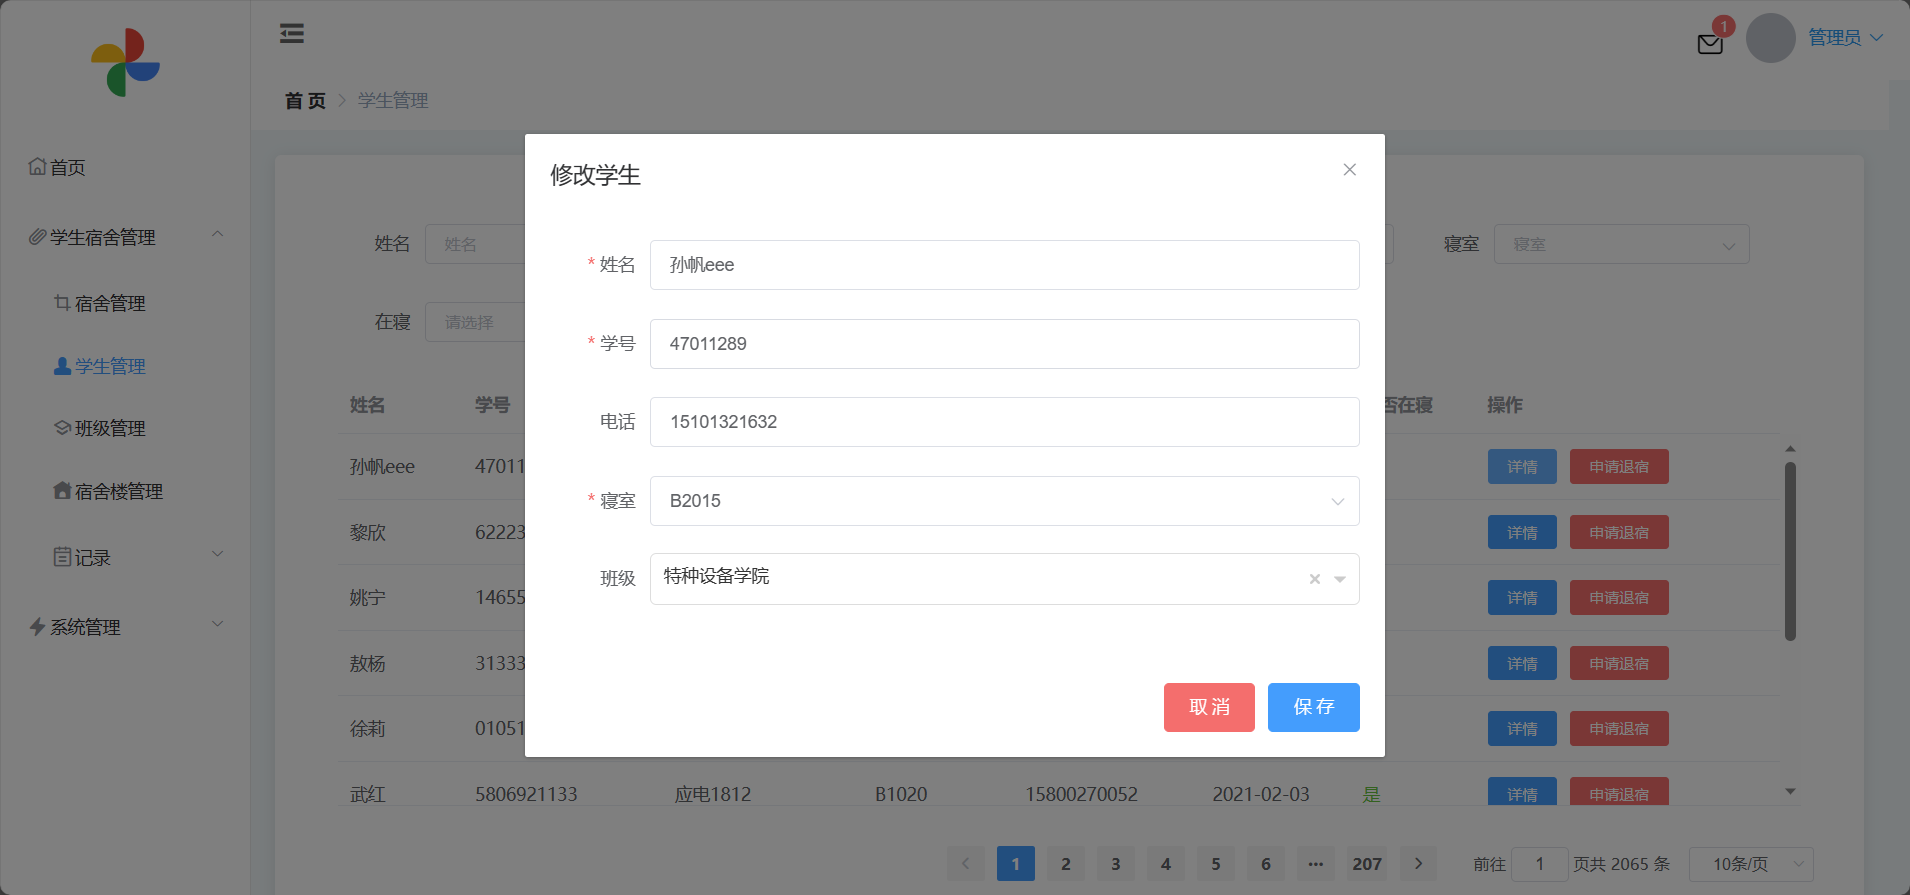 1
管理员
首 页
学生管理
首页
学生宿舍管理
宿舍管理
学生管理
班级管理
宿舍楼管理
记录
系统管理
姓名
姓名
寝室
寝室
在寝
请选择
修改学生
* 姓名
孙帆eee
* 学号
47011289
电话
15101321632
* 寝室
B2015
班级
特种设备学院
取 消
保 存
姓名 学号 否在寝 操作
孙帆eee 47011 详情 申请退宿
黎欣 62223 详情 申请退宿
姚宁 14655 详情 申请退宿
敖杨 31333 详情 申请退宿
徐莉 01051 详情 申请退宿
武红 5806921133 应电1812 B1020 15800270052 2021-02-03 是 详情 申请退宿
1 2 3 4 5 6 ••• 207 前往 1 页共 2065 条 10条/页